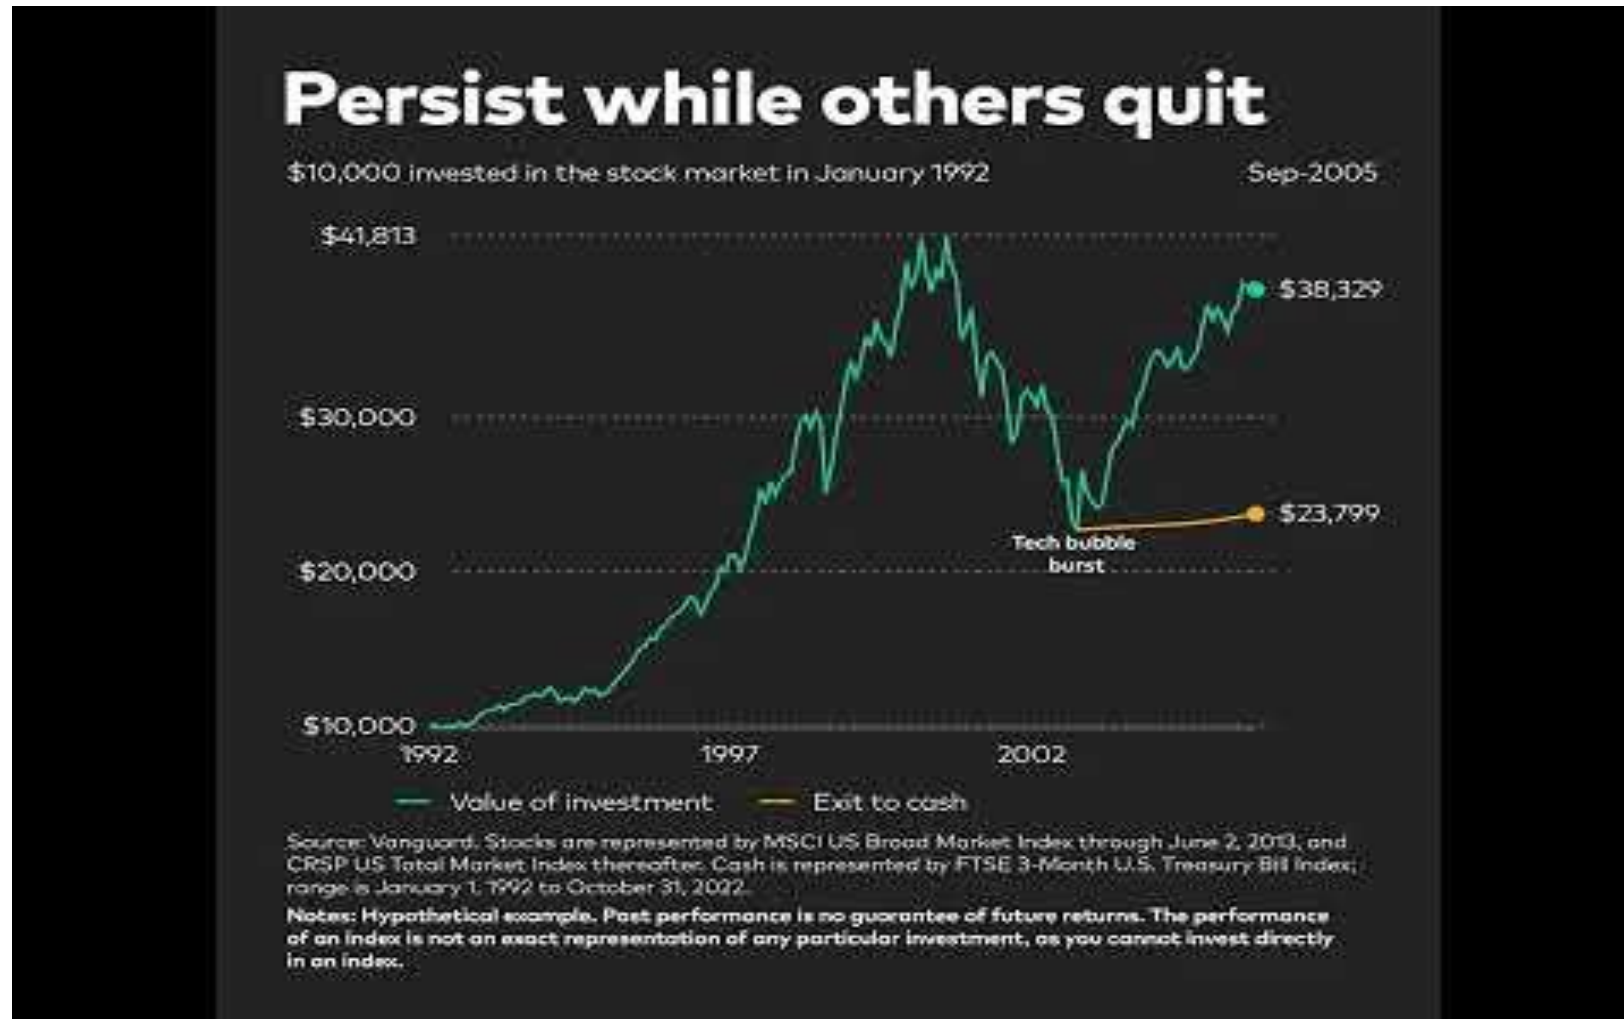 Persist while others quit
$10,000 invested in the stock market in January 1992
Sep-2005
$41,813
$38,329
$30,000
$23,799
Tech bubble
burst
$20,000
$10,000
1992 1997 2002
Value of investment Exit to cash
Source: Vanguard. Stocks are represented by MSCI US Broad Market Index through June 2, 2013, and
CRSP US Total Market Index thereafter. Cash is represented by FTSE 3-Month U.S. Treasury Bill Index;
range is January 1, 1992 to October 31, 2022.
Notes: Hypothetical example. Past performance is no guarantee of future returns. The performance
of an index is not an exact representation of any particular investment, as you cannot invest directly
in an index.